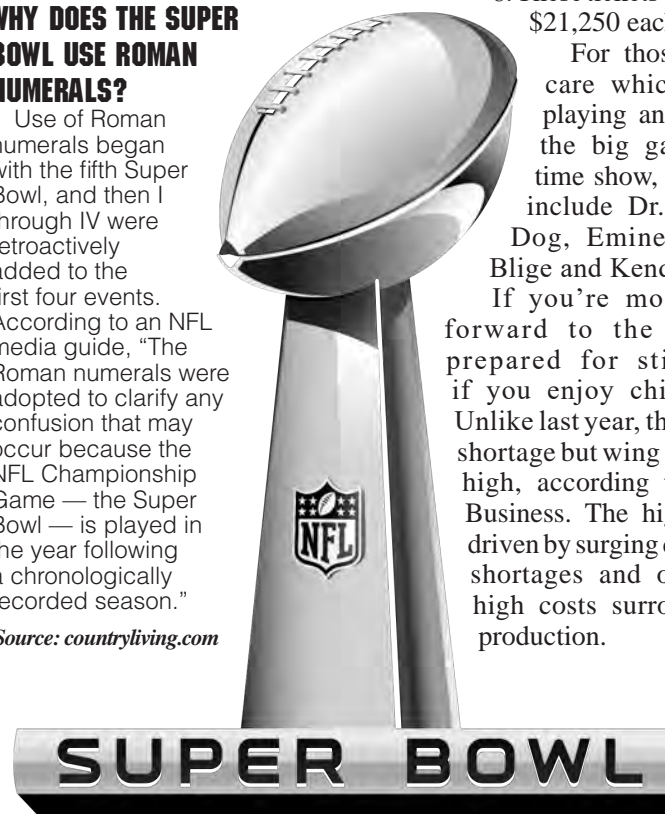 WHY DOES THE SUPER
BOWL USE ROMAN
NUMERALS?
Use of Roman
numerals began
with the fifth Super
Bowl, and then I
through IV were
retroactively
added to the
first four events.
According to an NFL
media guide, “The
Roman numerals were
adopted to clarify any
confusion that may
occur because the
NFL Championship
Game — the Super
Bowl — is played in
the year following
a chronologically
recorded season.”
Source: countryliving.com
$21,250 each
For those
care which
playing an
the big ga
time show,
include Dr.
Dog, Emine
Blige and Kend
If you’re mo
forward to the
prepared for sti
if you enjoy chi
Unlike last year, th
shortage but wing
high, according
Business. The hig
driven by surging
shortages and o
high costs surro
production.
NFL
SUPER BOWL